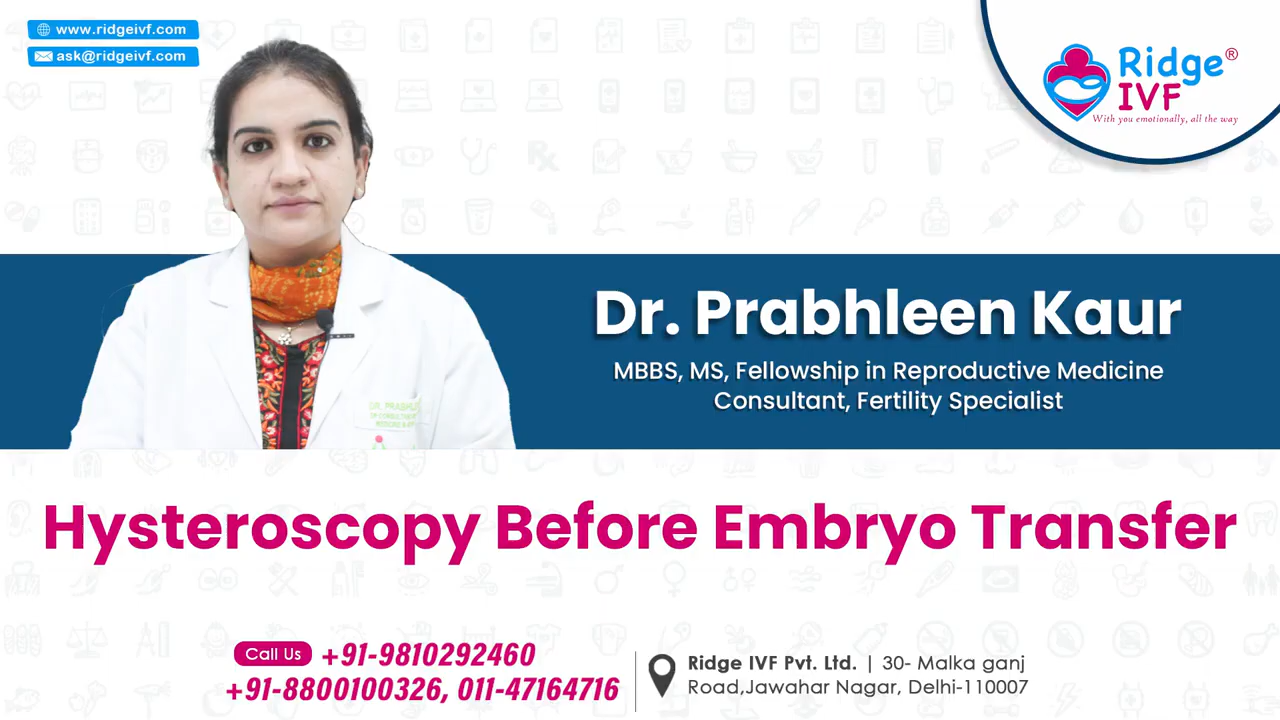 www.ridgeivf.com
ask@ridgeivf.com
Ridge®
IVF
With you emotionally, all the way
Dr. Prabhleen Kaur
MBBS, MS, Fellowship in Reproductive Medicine
Consultant, Fertility Specialist
DR. PRABHL
Hysteroscopy Before Embryo Transfer
Call Us +91-9810292460
+91-8800100326, 011-47164716
Ridge IVF Pvt. Ltd. | 30- Malka ganj
Road,Jawahar Nagar, Delhi-110007